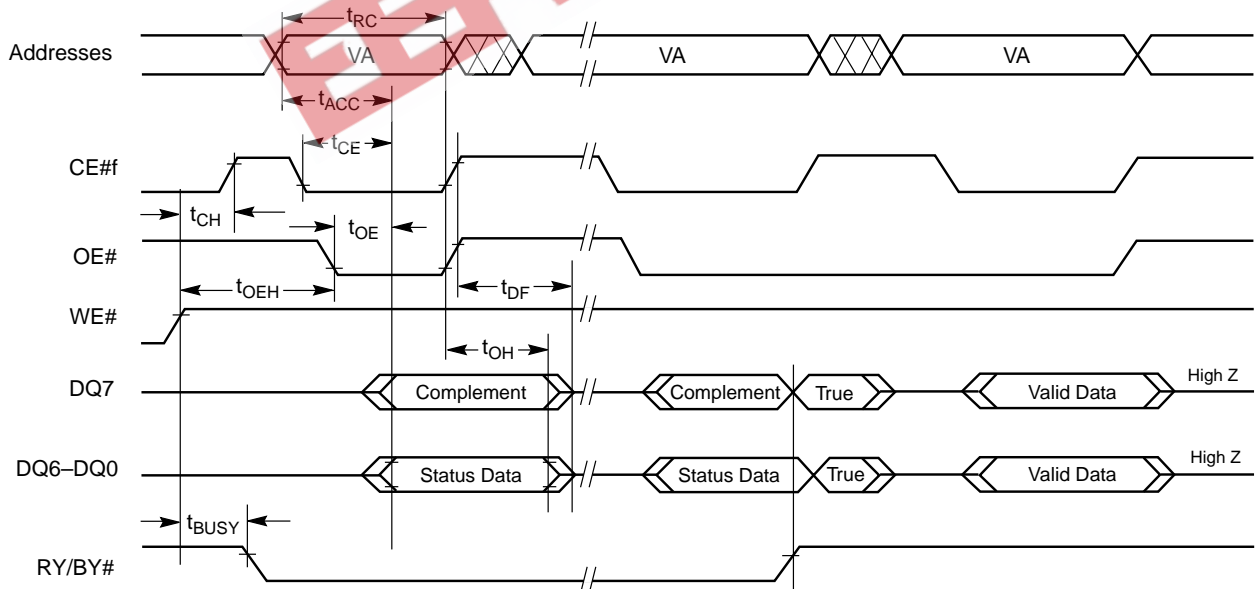 tRC
Addresses VA VA VA
tACC
tCE
CE#f
tCH tOE
OE#
tOEH tDF
WE#
tOH
DQ7 Complement Complement True Valid Data High Z
DQ6–DQ0 Status Data Status Data True Valid Data High Z
tBUSY
RY/BY#